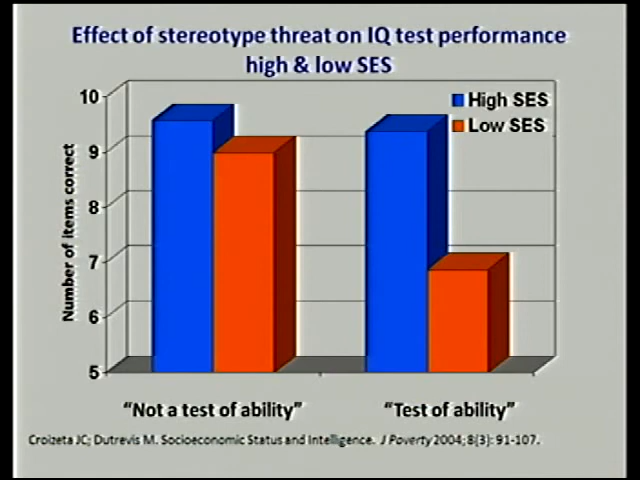 Effect of stereotype threat on IQ test performance
high & low SES
10
9
8
7
6
5
Number of items correct
High SES
Low SES
“Not a test of ability”
“Test of ability”
Croizeta JC; Dutrevis M. Socioeconomic Status and Intelligence. J Poverty 2004; 8(3): 91-107.